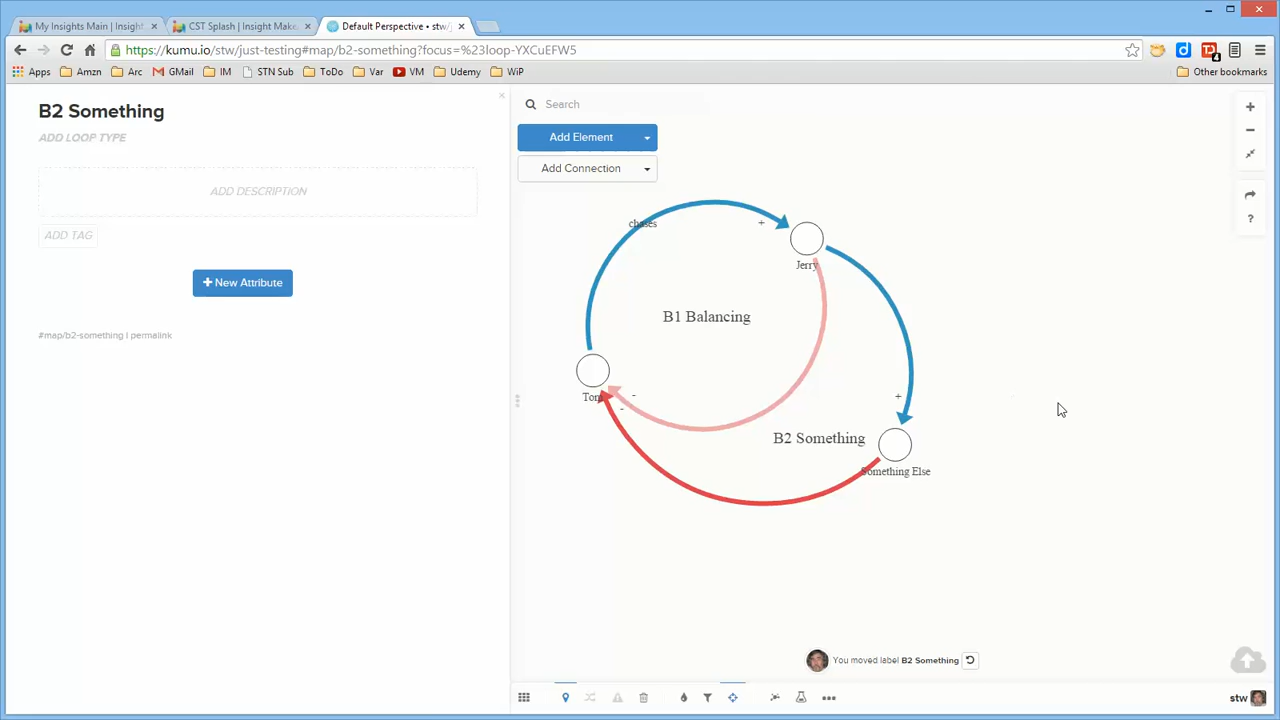 My Insights Main | Insight
CST Splash | Insight Make
Default Perspective • stw/j
https://kumu.io/stw/just-testing#map/b2-something?focus=%23loop-YXCuEFW5
4
Apps
Amzn
Arc
GMail
IM
STN Sub
ToDo
Var
VM
Udemy
WiP
Other bookmarks
B2 Something
ADD LOOP TYPE
ADD DESCRIPTION
ADD TAG
+ New Attribute
#map/b2-something | permalink
Search
Add Element
Add Connection
+
-
?
chases
+
Jerry
B1 Balancing
Tom
-
-
+
B2 Something
Something Else
You moved label B2 Something
stw